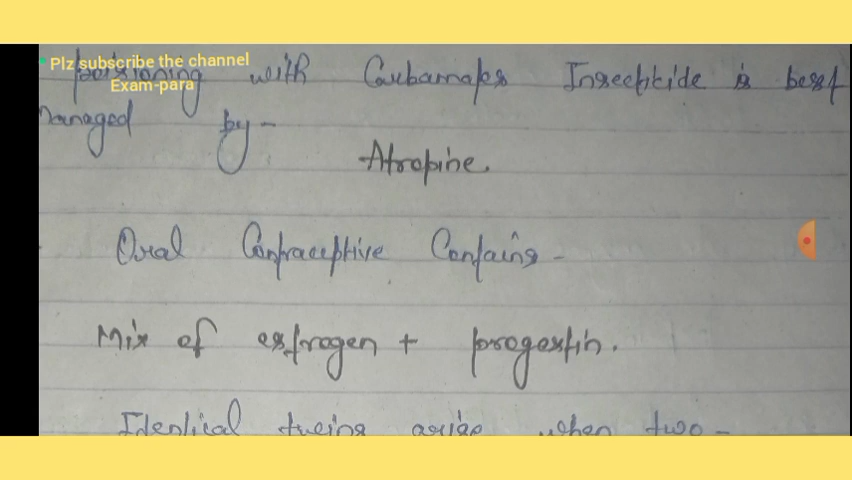 Plz subscribe the channel
Exam-para
poisioning with Carbamates Insecticide is best
managed by-
Atropine.
Oral Contraceptive Contains -
Mix of estrogen + progestin.
Identical twins arise when two -